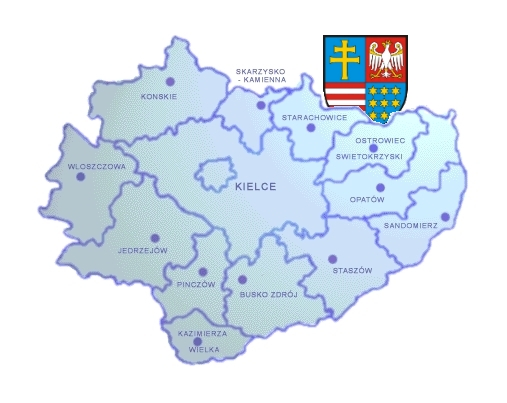 SKARZYSKO
- KAMIENNA
KONSKIE
STARACHOWICE
OSTROWIEC
SWIETOKRZYSKI
WLOSZCZOWA
KIELCE
OPATÓW
SANDOMIERZ
JEDRZEJÓW
STASZÓW
PINCZÓW
BUSKO ZDRÓJ
KAZIMIERZA
WIELKA